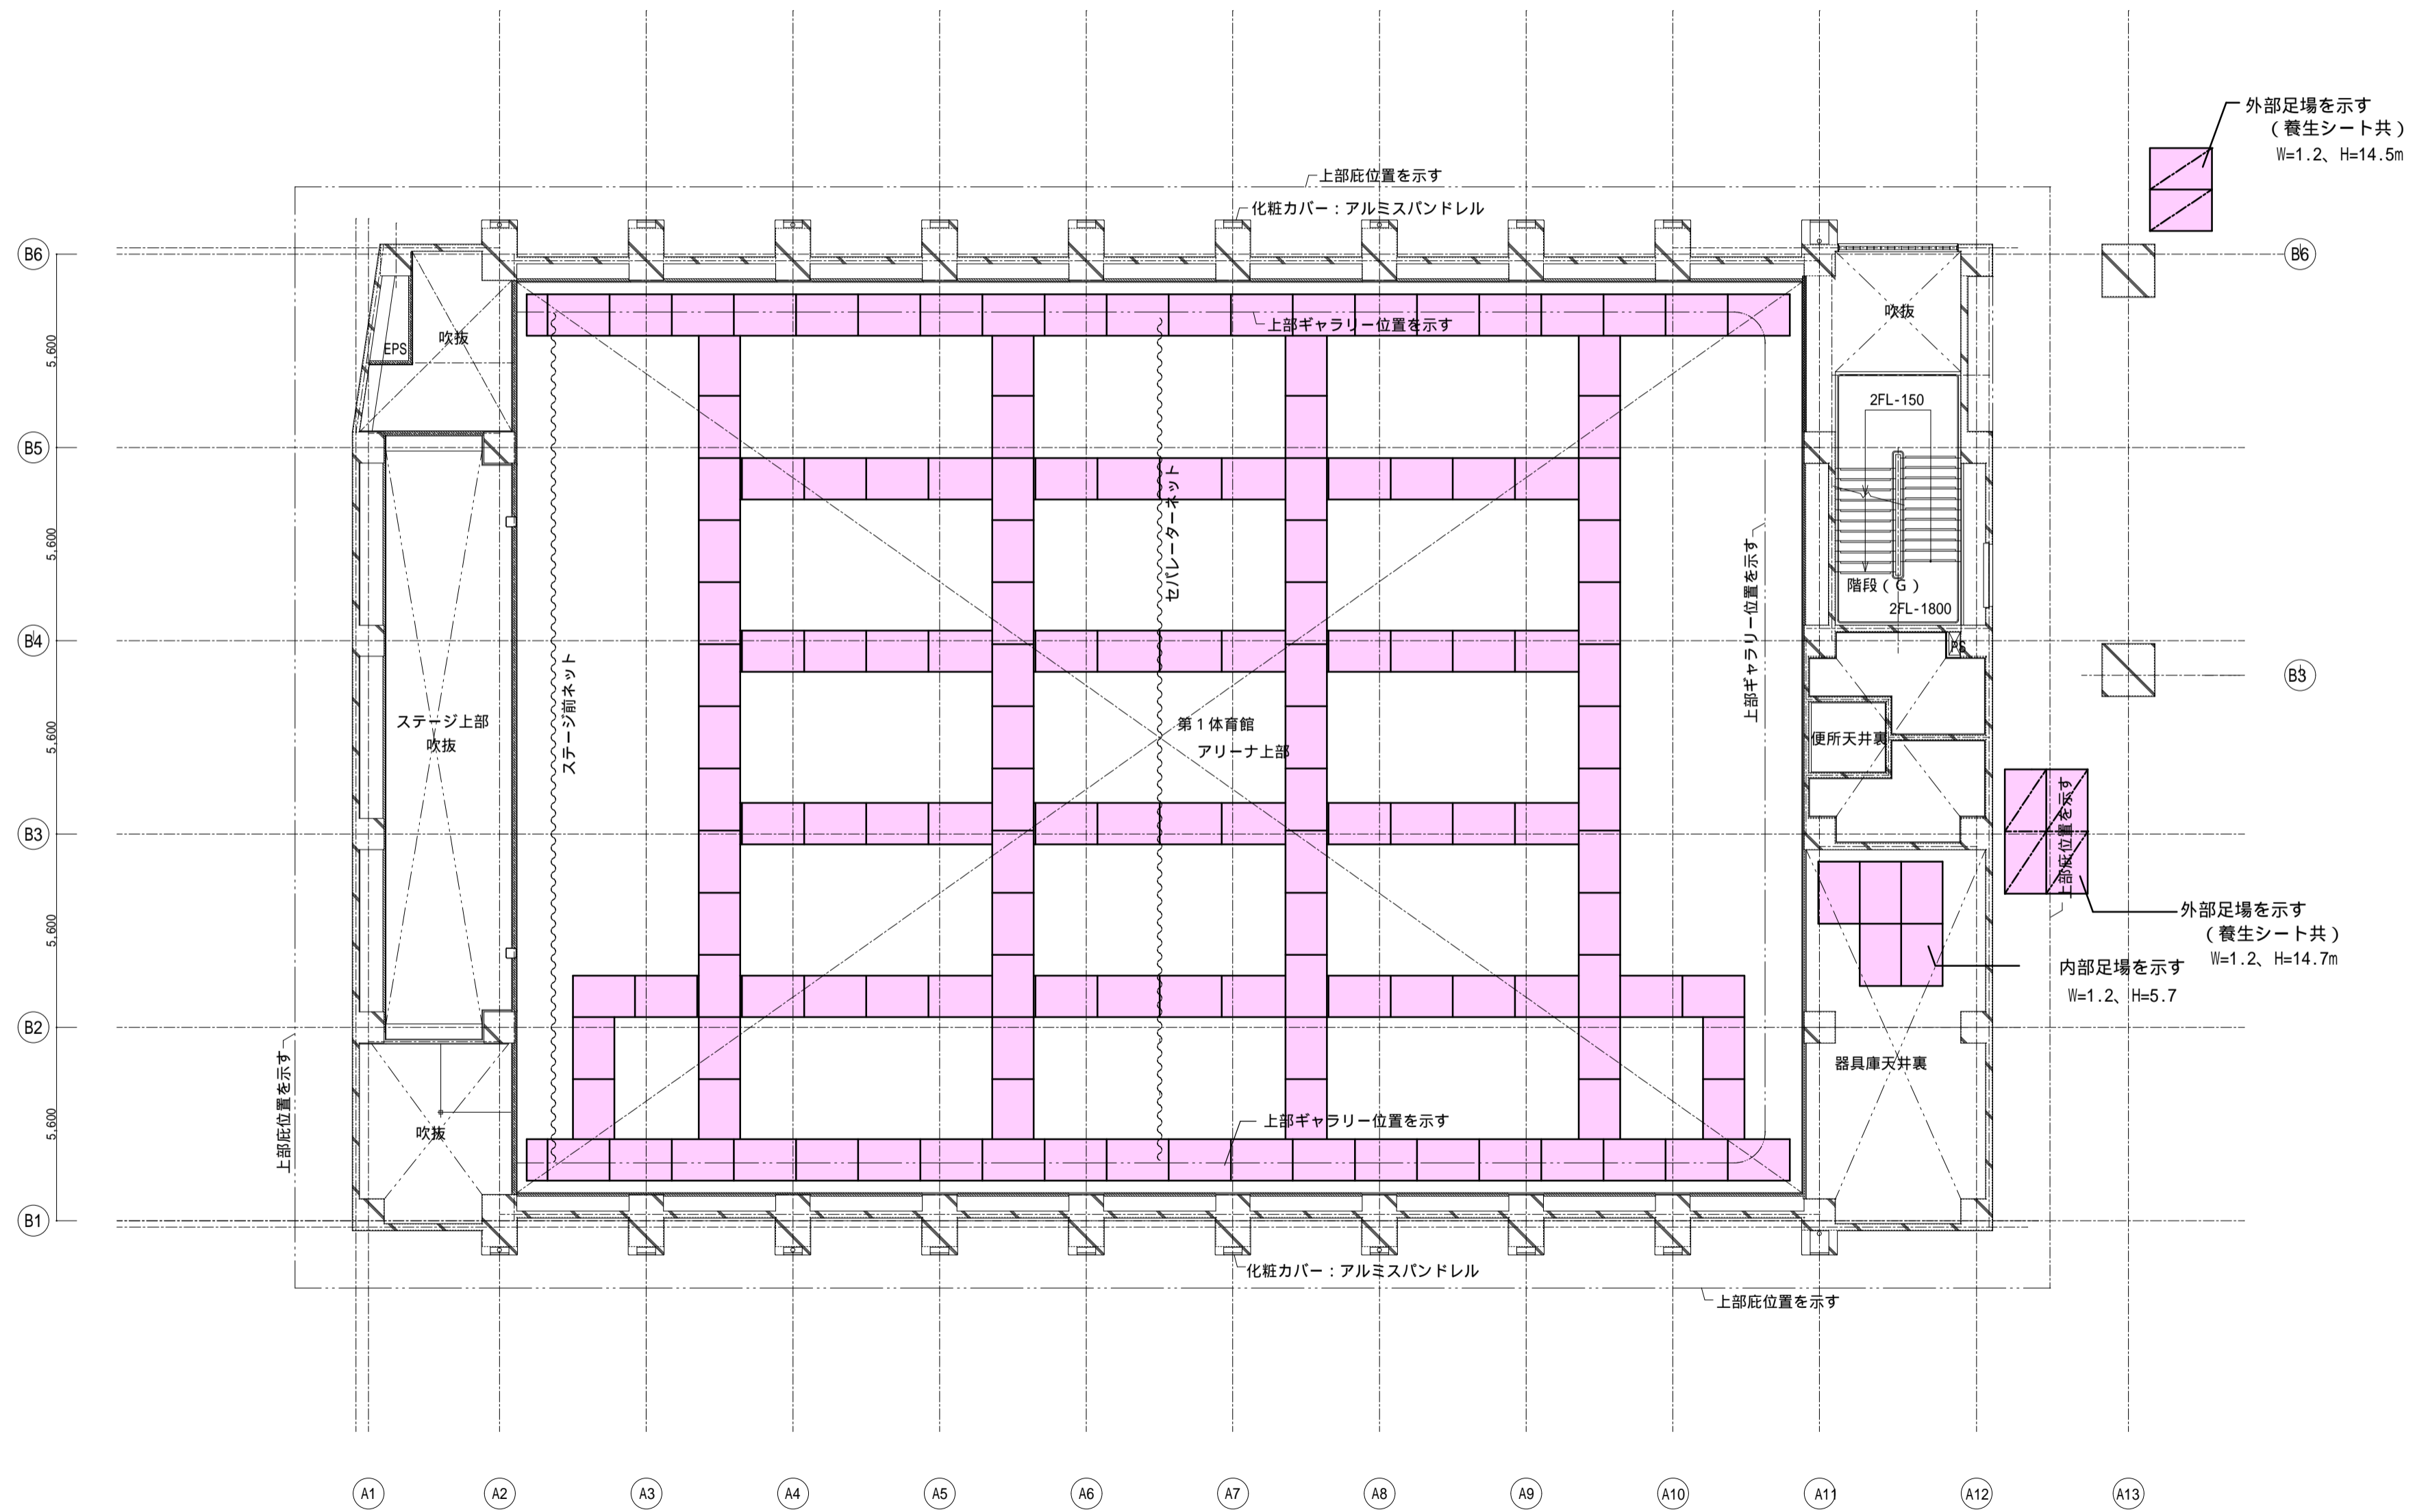 外部足場を示す
（養生シート共）
W=1.2、H=14.5m
上部庇位置を示す
化粧カバー：アルミスパンドレル
B6
B6
吹抜
吹抜
上部ギャラリー位置を示す
EPS
5,600
2FL-150
B5
セパレーターネット
5,600
上部ギャラリー位置を示す
階段（G）
2FL-1800
B4
PS
B3
ステージ前ネット
ステージ上部
吹抜
第１体育館
アリーナ上部
便所天井裏
5,600
上部庇位置を示す
B3
外部足場を示す
（養生シート共）
W=1.2、H=14.7m
5,600
内部足場を示す
W=1.2、H=5.7
B2
器具庫天井裏
上部庇位置を示す
5,600
上部ギャラリー位置を示す
吹抜
B1
化粧カバー：アルミスパンドレル
上部庇位置を示す
A1 A2 A3 A4 A5 A6 A7 A8 A9 A10 A11 A12 A13